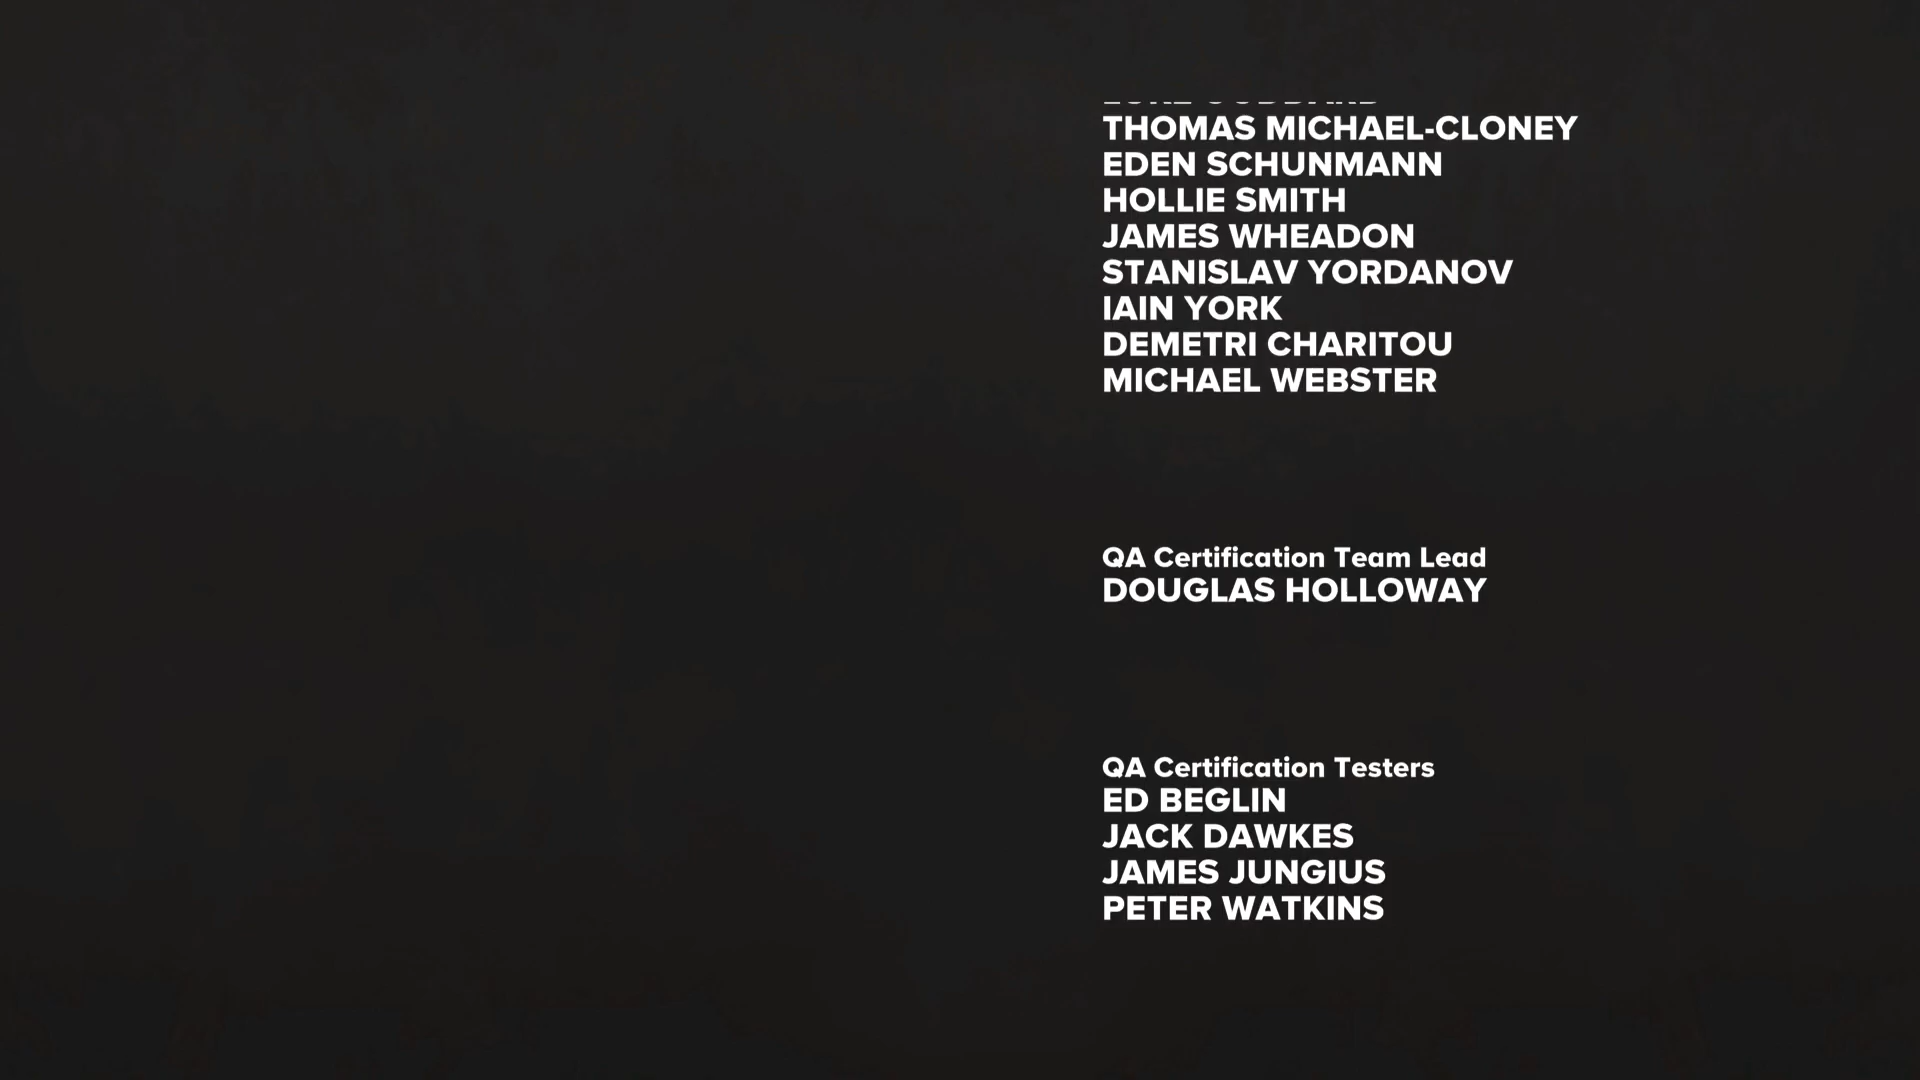 THOMAS MICHAEL-CLONEY
EDEN SCHUNMANN
HOLLIE SMITH
JAMES WHEADON
STANISLAV YORDANOV
IAIN YORK
DEMETRI CHARITOU
MICHAEL WEBSTER
QA Certification Team Lead
DOUGLAS HOLLOWAY
QA Certification Testers
ED BEGLIN
JACK DAWKES
JAMES JUNGIUS
PETER WATKINS